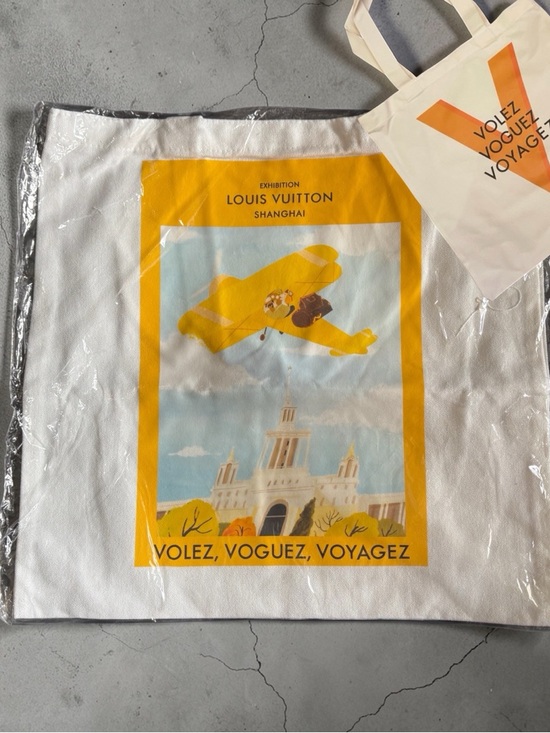 EXHIBITION
LOUIS VUITTON
SHANGHAI
VOLEZ, VOGUEZ, VOYAGEZ
VOLEZ
VOGUEZ
VOYAGEZ